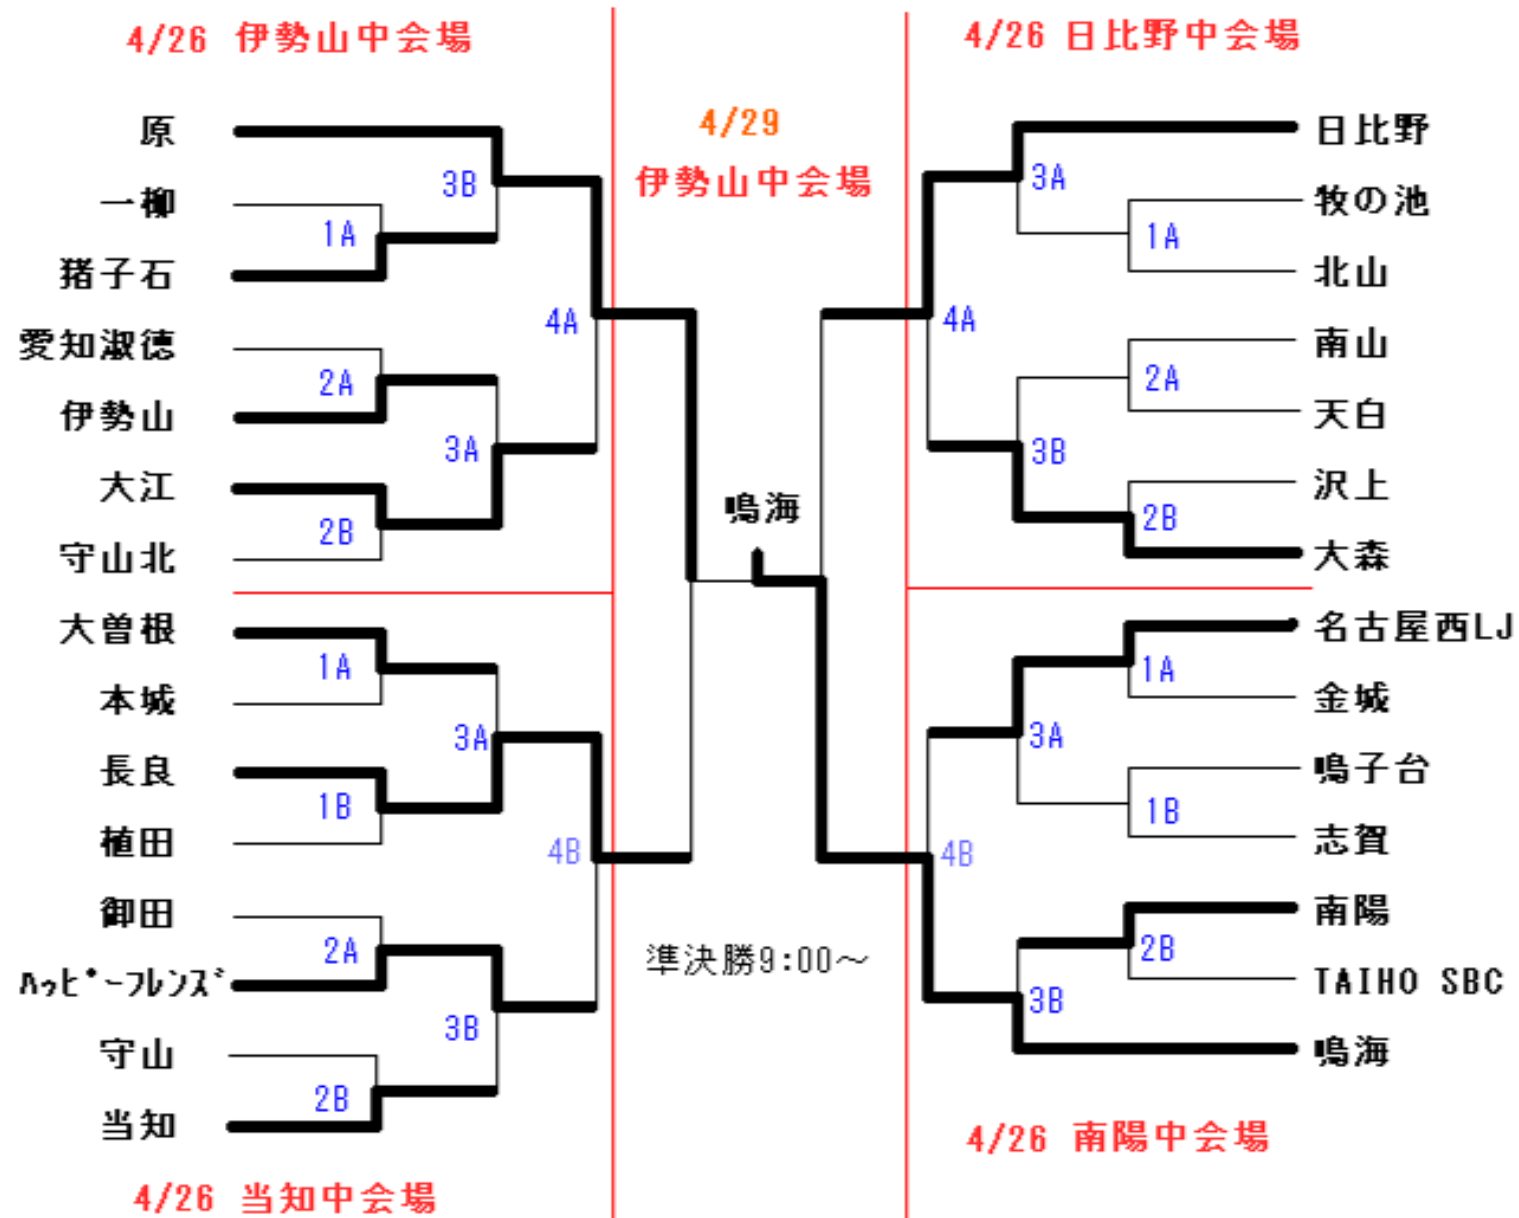 4/26 伊勢山中会場
4/26 日比野中会場
4/29
伊勢山中会場
原
一柳
猪子石
愛知淑徳
伊勢山
大江
守山北
3B
1A
4A
2A
3A
2B
大曽根
本城
長良
植田
御田
ハッピーフレンズ
守山
当知
1A
3A
1B
4B
2A
3B
2B
4/26 当知中会場
鳴海
準決勝9:00～
日比野
牧の池
北山
南山
天白
沢上
大森
3A
1A
4A
2A
3B
2B
名古屋西LJ
金城
鳴子台
志賀
南陽
TAIHO SBC
鳴海
1A
3A
1B
4B
2B
3B
4/26 南陽中会場